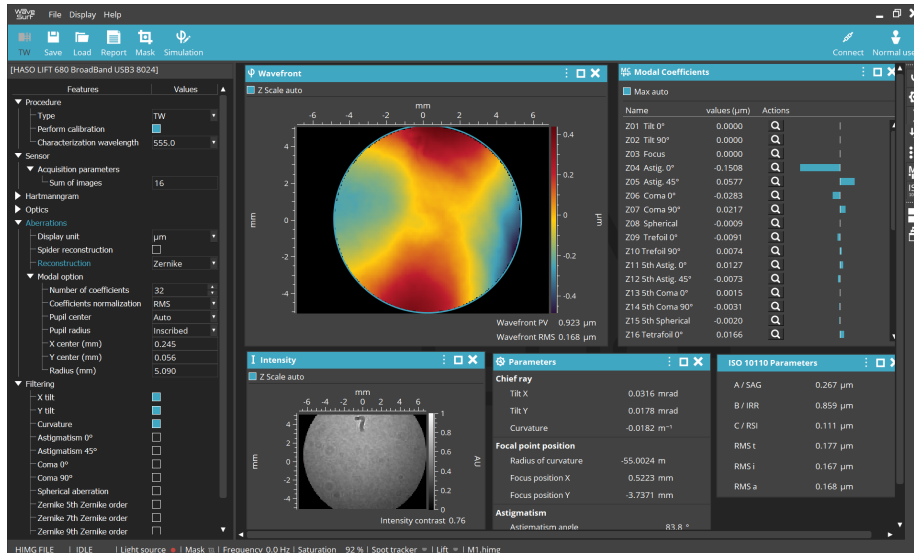 WAVE SURF File Display Help
TW Save Load Report Mask Simulation Connect Normal use
[HASO LIFT 680 BroadBand USB3 8024]
Features Values
Procedure
Type TW
Perform calibration
Characterization wavelength 555.0
Sensor
Acquisition parameters
Sum of images 16
Hartmanngram
Optics
Aberrations
Display unit µm
Spider reconstruction
Reconstruction Zernike
Modal option
Number of coefficients 32
Coefficients normalization RMS
Pupil center Auto
Pupil radius Inscribed
X center (mm) 0.245
Y center (mm) 0.056
Radius (mm) 5.090
Filtering
X tilt
Y tilt
Curvature
Astigmatism 0°
Astigmatism 45°
Coma 0°
Coma 90°
Spherical aberration
Zernike 5th Zernike order
Zernike 7th Zernike order
Zernike 9th Zernike order
Wavefront
Z Scale auto
mm
-6 -4 -2 0 2 4 6
4
2
0
-2
-4
mm
0.4
0.2
0
-0.2
-0.4
µm
Wavefront PV 0.923 µm
Wavefront RMS 0.168 µm
Modal Coefficients
Max auto
Name values (µm) Actions
Z01 Tilt 0° 0.0000
Z02 Tilt 90° 0.0000
Z03 Focus 0.0000
Z04 Astig. 0° -0.1508
Z05 Astig. 45° 0.0577
Z06 Coma 0° -0.0283
Z07 Coma 90° 0.0217
Z08 Spherical -0.0009
Z09 Trefoil 0° -0.0091
Z10 Trefoil 90° 0.0074
Z11 5th Astig. 0° 0.0127
Z12 5th Astig. 45° -0.0073
Z13 5th Coma 0° 0.0015
Z14 5th Coma 90° -0.0031
Z15 5th Spherical -0.0020
Z16 Tetrafoil 0° 0.0166
Intensity
Z Scale auto
mm
-6 -4 -2 0 2 4 6
4
2
0
-2
-4
mm
7
1
0.8
0.6
0.4
0.2
0
AU
Intensity contrast 0.76
Parameters
Chief ray
Tilt X 0.0316 mrad
Tilt Y 0.0178 mrad
Curvature -0.0182 m⁻¹
Focal point position
Radius of curvature -55.0024 m
Focus position X 0.5223 mm
Focus position Y -3.7371 mm
Astigmatism
Astigmatism angle 83.8 °
ISO 10110 Parameters
A / SAG 0.267 µm
B / IRR 0.859 µm
C / RSI 0.111 µm
RMS t 0.177 µm
RMS i 0.167 µm
RMS a 0.168 µm
HIMG FILE | IDLE | Light source | Mask | Frequency 0.0 Hz | Saturation 92 % | Spot tracker | Lift | M1.himg